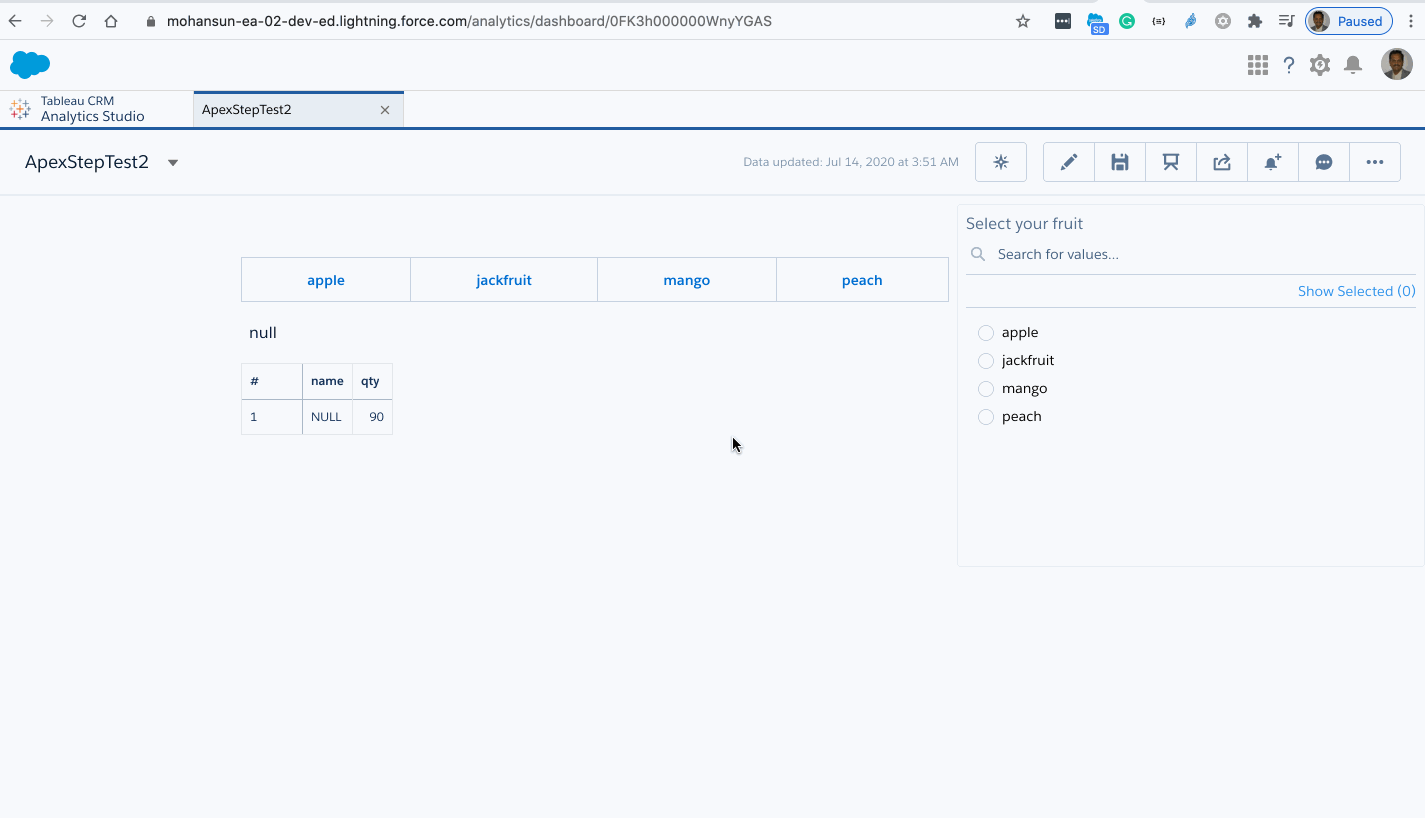 mohansun-ea-02-dev-ed.lightning.force.com/analytics/dashboard/0FK3h000000WnyYGAS
SD
Paused
Tableau CRM
Analytics Studio
ApexStepTest2
ApexStepTest2
Data updated: Jul 14, 2020 at 3:51 AM
Select your fruit
Search for values...
Show Selected (0)
apple jackfruit mango peach
null
# name qty
1 NULL 90
apple
jackfruit
mango
peach